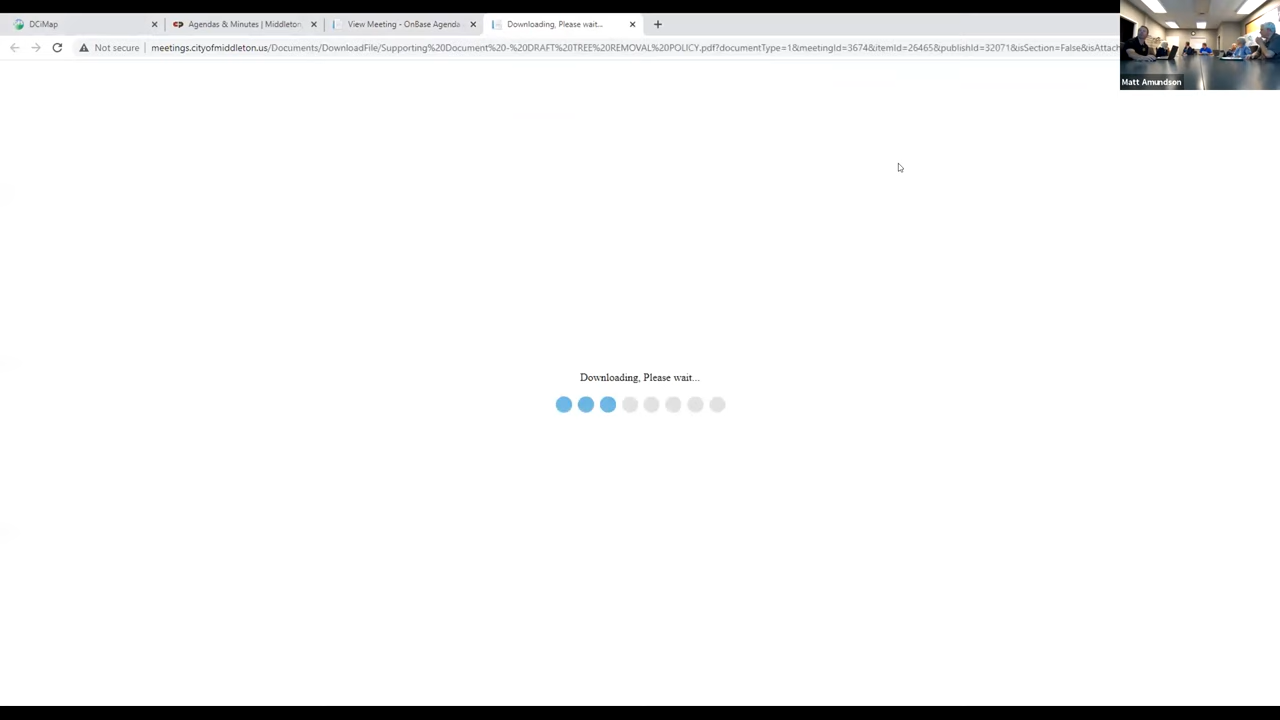 DCiMap
Agendas & Minutes | Middleton,
View Meeting - OnBase Agenda
Downloading, Please wait...
Not secure
meetings.cityofmiddleton.us/Documents/DownloadFile/Supporting%20Document%20-%20DRAFT%20TREE%20REMOVAL%20POLICY.pdf?documentType=1&meetingId=3674&itemId=26465&publishId=32071&isSection=False&isAttach
Matt Amundson
Downloading, Please wait...